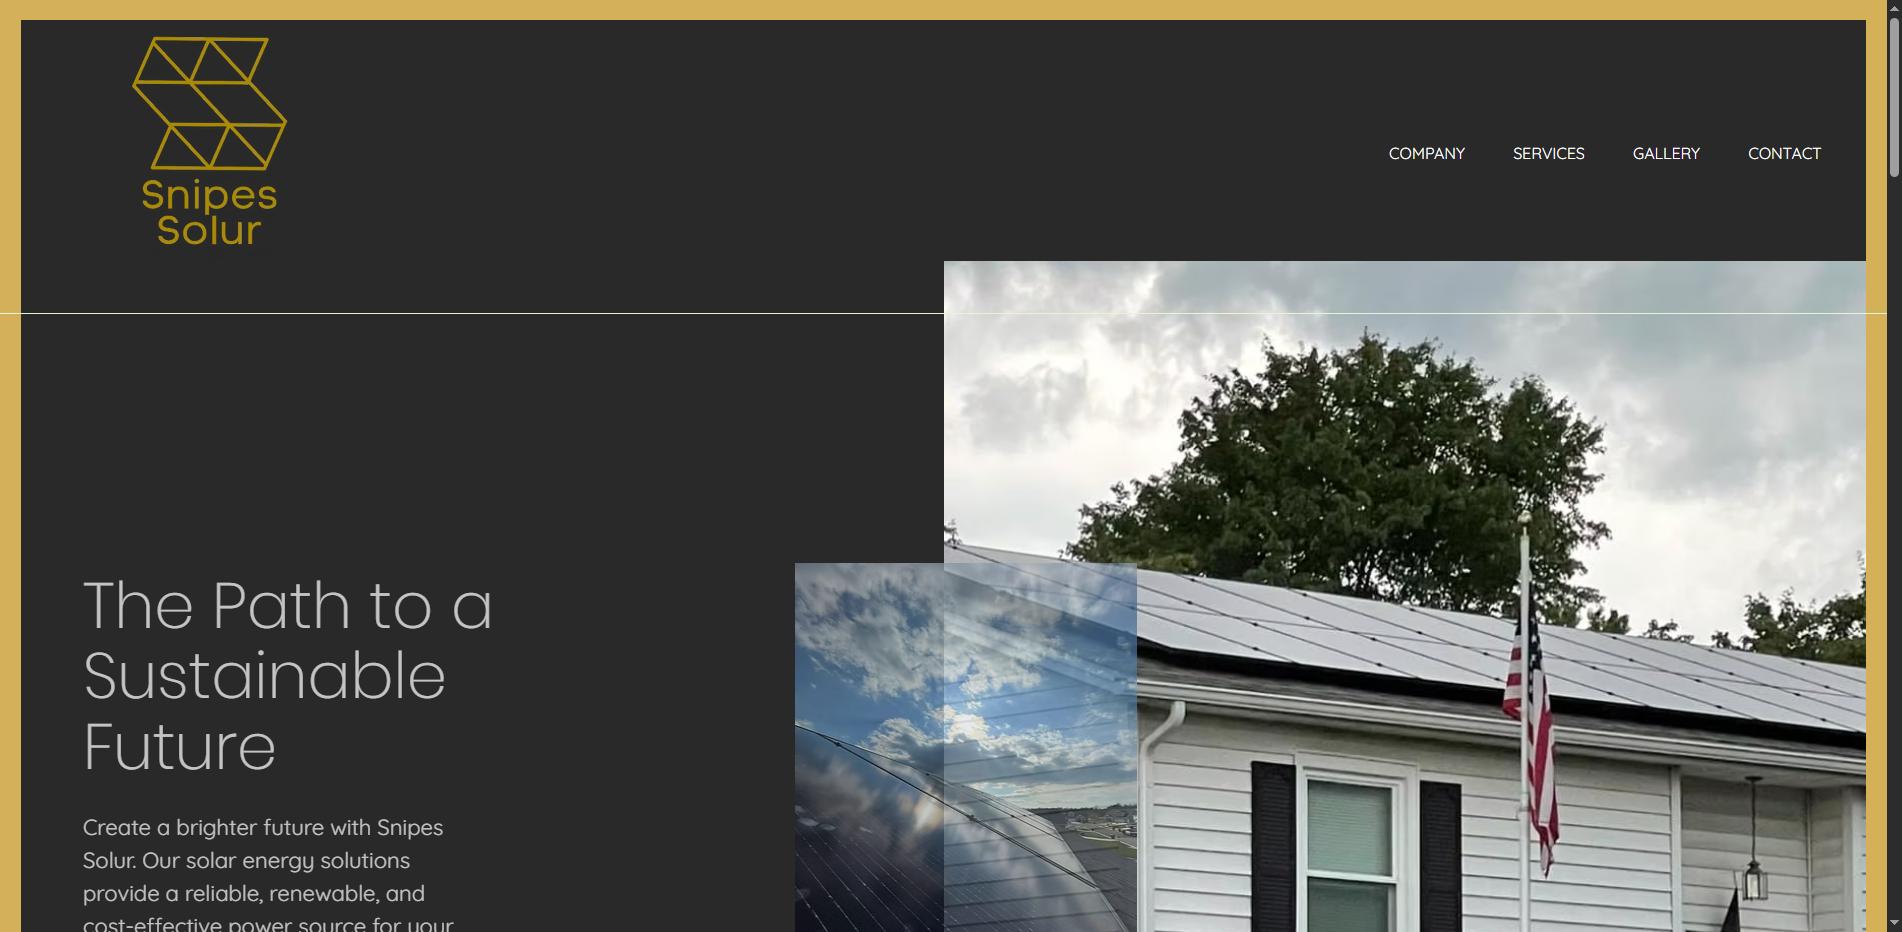 Snipes
Solur
COMPANY SERVICES GALLERY CONTACT
The Path to a
Sustainable
Future
Create a brighter future with Snipes
Solur. Our solar energy solutions
provide a reliable, renewable, and
cost-effective power source for your